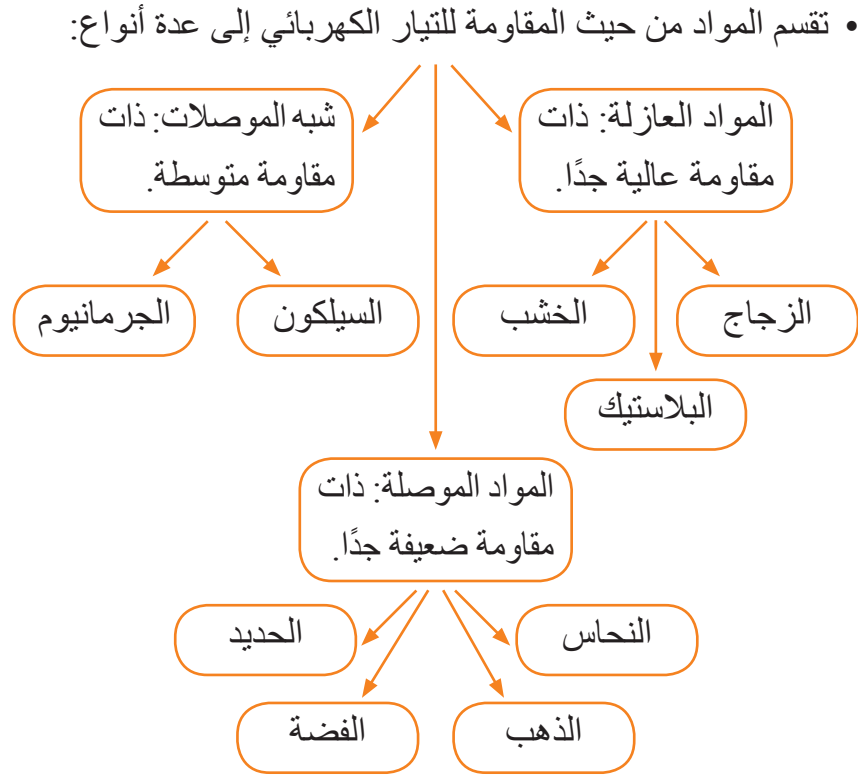 • تقسم المواد من حيث المقاومة للتيار الكهربائي إلى عدة أنواع:
المواد العازلة: ذات
مقاومة عالية جدًا.
شبه الموصلات: ذات
مقاومة متوسطة.
الزجاج
الخشب
السيلكون
الجرمانيوم
البلاستيك
المواد الموصلة: ذات
مقاومة ضعيفة جدًا.
النحاس
الحديد
الذهب
الفضة